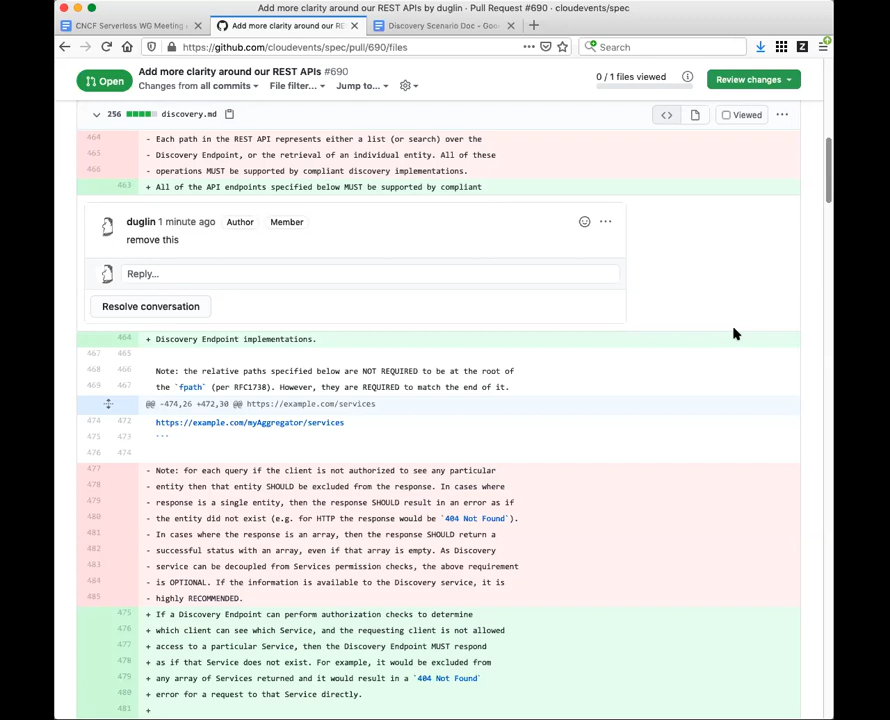 Add more clarity around our REST APIs by duglin · Pull Request #690 · cloudevents/spec
CNCF Serverless WG Meeting
Add more clarity around our RES
Discovery Scenario Doc - Goo
https://github.com/cloudevents/spec/pull/690/files
Search
Open
Add more clarity around our REST APIs #690
Changes from all commits
File filter...
Jump to...
0 / 1 files viewed
Review changes
256
discovery.md
Viewed
464 - Each path in the REST API represents either a list (or search) over the
465 - Discovery Endpoint, or the retrieval of an individual entity. All of these
466 - operations MUST be supported by compliant discovery implementations.
463 + All of the API endpoints specified below MUST be supported by compliant
duglin 1 minute ago Author Member
remove this
Reply...
Resolve conversation
464 + Discovery Endpoint implementations.
467 465
468 466 Note: the relative paths specified below are NOT REQUIRED to be at the root of
469 467 the `fpath` (per RFC1738). However, they are REQUIRED to match the end of it.
@@ -474,26 +472,30 @@ https://example.com/services
474 472 https://example.com/myAggregator/services
475 473 ```
476 474
477 - Note: for each query if the client is not authorized to see any particular
478 - entity then that entity SHOULD be excluded from the response. In cases where
479 - response is a single entity, then the response SHOULD result in an error as if
480 - the entity did not exist (e.g. for HTTP the response would be `404 Not Found`).
481 - In cases where the response is an array, then the response SHOULD return a
482 - successful status with an array, even if that array is empty. As Discovery
483 - service can be decoupled from Services permission checks, the above requirement
484 - is OPTIONAL. If the information is available to the Discovery service, it is
485 - highly RECOMMENDED.
475 + If a Discovery Endpoint can perform authorization checks to determine
476 + which client can see which Service, and the requesting client is not allowed
477 + access to a particular Service, then the Discovery Endpoint MUST respond
478 + as if that Service does not exist. For example, it would be excluded from
479 + any array of Services returned and it would result in a `404 Not Found`
480 + error for a request to that Service directly.
481 +